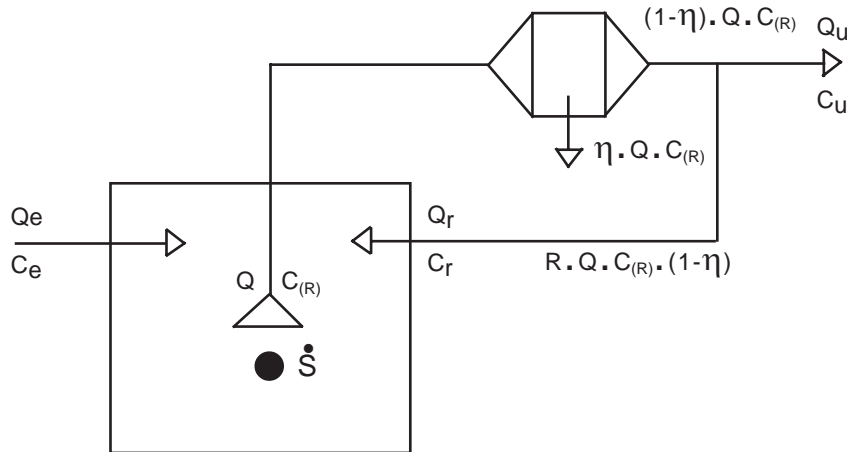 (1-η).Q.C(R)
Qu
Cu
η.Q.C(R)
Qe
Ce
Qr
Cr
R.Q.C(R).(1-η)
Q C(R)
Ṡ